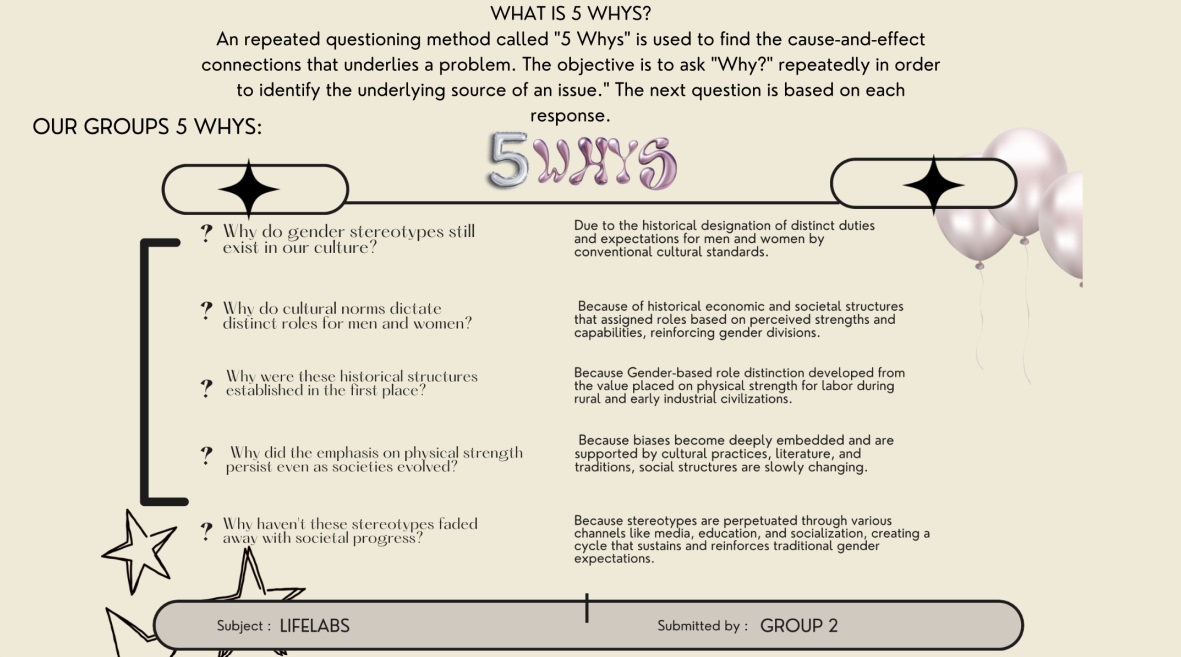 WHAT IS 5 WHYS?
An repeated questioning method called "5 Whys" is used to find the cause-and-effect
connections that underlies a problem. The objective is to ask "Why?" repeatedly in order
to identify the underlying source of an issue." The next question is based on each
response.
OUR GROUPS 5 WHYS:
5 WHYS
? Why do gender stereotypes still
exist in our culture?
Due to the historical designation of distinct duties
and expectations for men and women by
conventional cultural standards.
? Why do cultural norms dictate
distinct roles for men and women?
Because of historical economic and societal structures
that assigned roles based on perceived strengths and
capabilities, reinforcing gender divisions.
? Why were these historical structures
established in the first place?
Because Gender-based role distinction developed from
the value placed on physical strength for labor during
rural and early industrial civilizations.
? Why did the emphasis on physical strength
persist even as societies evolved?
Because biases become deeply embedded and are
supported by cultural practices, literature, and
traditions, social structures are slowly changing.
? Why haven't these stereotypes faded
away with societal progress?
Because stereotypes are perpetuated through various
channels like media, education, and socialization, creating a
cycle that sustains and reinforces traditional gender
expectations.
Subject : LIFELABS
Submitted by : GROUP 2